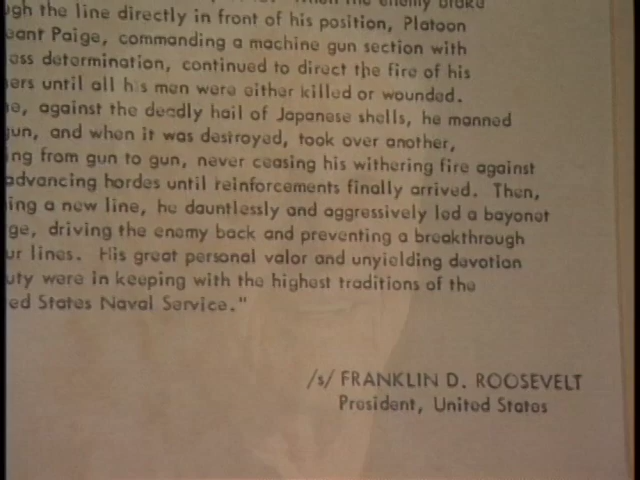 When the enemy broke
ugh the line directly in front of his position, Platoon
eant Paige, commanding a machine gun section with
ess determination, continued to direct the fire of his
ers until all his men were either killed or wounded.
e, against the deadly hail of Japanese shells, he manned
gun, and when it was destroyed, took over another,
ing from gun to gun, never ceasing his withering fire against
advancing hordes until reinforcements finally arrived. Then,
ing a new line, he dauntlessly and aggressively led a bayonet
ge, driving the enemy back and preventing a breakthrough
ur lines. His great personal valor and unyielding devotion
uty were in keeping with the highest traditions of the
ed States Naval Service."
/s/ FRANKLIN D. ROOSEVELT
President, United States